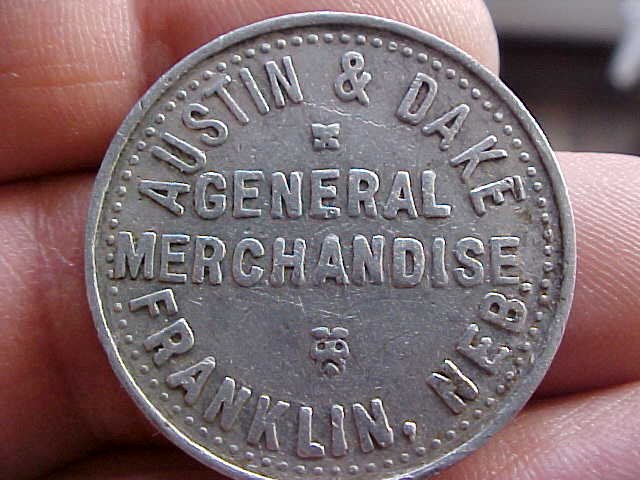 AUSTIN & DAKE
GENERAL
MERCHANDISE
FRANKLIN, NEB.